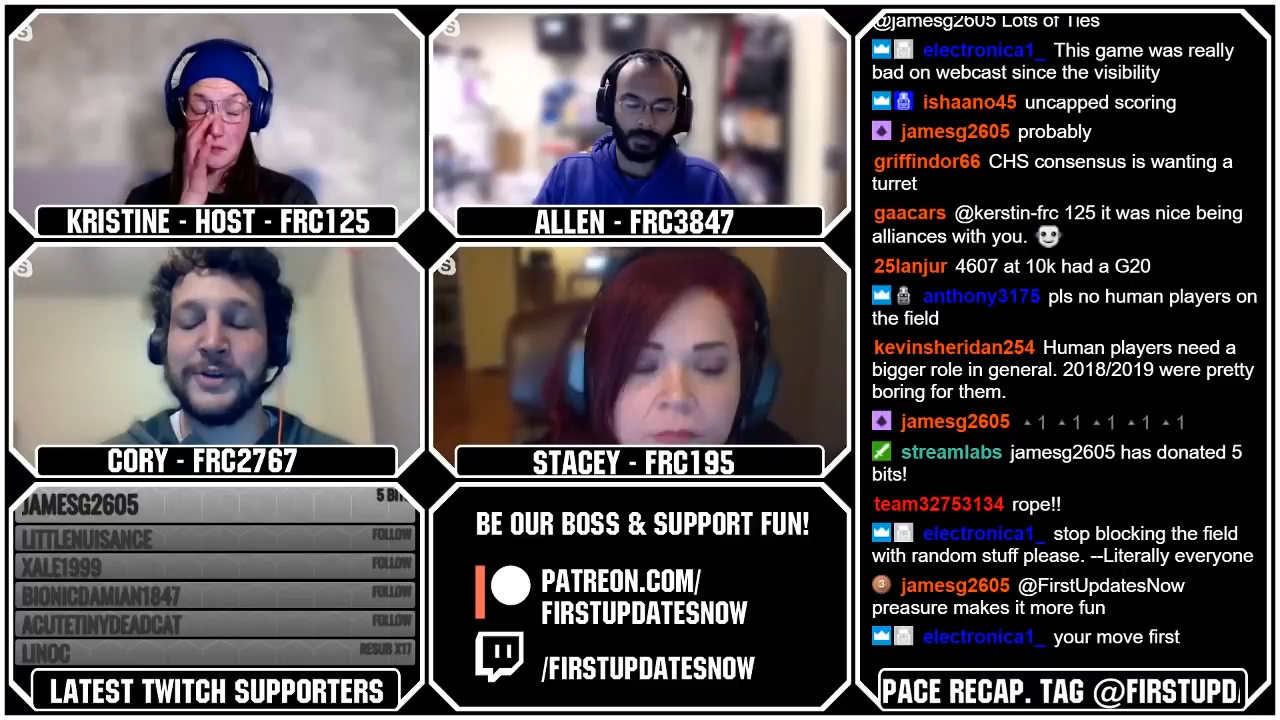 KRISTINE - HOST - FRC125
ALLEN - FRC3847
CORY - FRC2767
STACEY - FRC195
JAMESG2605
LITTLENUISANCE FOLLOW
XALE1999 FOLLOW
BIONICDAMIAN1847 FOLLOW
ACUTETINYDEADCAT FOLLOW
LINOC RESUB X17
LATEST TWITCH SUPPORTERS
BE OUR BOSS & SUPPORT FUN!
PATREON.COM/
FIRSTUPDATESNOW
/FIRSTUPDATESNOW
@jamesg2605 Lots of Ties
electronica1_ This game was really
bad on webcast since the visibility
ishaano45 uncapped scoring
jamesg2605 probably
griffindor66 CHS consensus is wanting a
turret
gaacars @kerstin-frc 125 it was nice being
alliances with you.
25lanjur 4607 at 10k had a G20
anthony3175 pls no human players on
the field
kevinsheridan254 Human players need a
bigger role in general. 2018/2019 were pretty
boring for them.
jamesg2605 1 1 1 1 1
streamlabs jamesg2605 has donated 5
bits!
team32753134 rope!!
electronica1_ stop blocking the field
with random stuff please. --Literally everyone
jamesg2605 @FirstUpdatesNow
preasure makes it more fun
electronica1_ your move first
PACE RECAP. TAG @FIRSTUPD